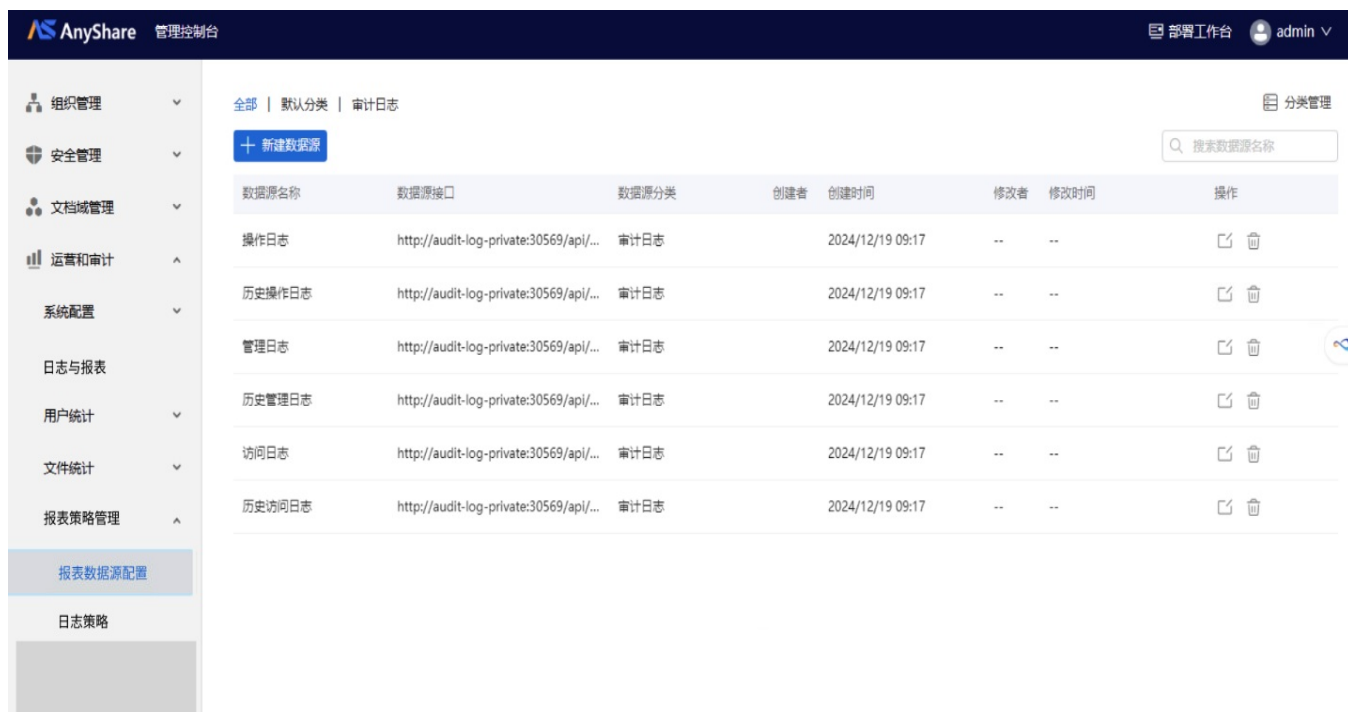 AnyShare 管理控制台 部署工作台 admin
组织管理
安全管理
文档域管理
运营和审计
系统配置
日志与报表
用户统计
文件统计
报表策略管理
报表数据源配置
日志策略
全部 | 默认分类 | 审计日志 分类管理
新建数据源 搜索数据源名称
数据源名称 数据源接口 数据源分类 创建者 创建时间 修改者 修改时间 操作
操作日志 http://audit-log-private:30569/api/... 审计日志 2024/12/19 09:17 -- --
历史操作日志 http://audit-log-private:30569/api/... 审计日志 2024/12/19 09:17 -- --
管理日志 http://audit-log-private:30569/api/... 审计日志 2024/12/19 09:17 -- --
历史管理日志 http://audit-log-private:30569/api/... 审计日志 2024/12/19 09:17 -- --
访问日志 http://audit-log-private:30569/api/... 审计日志 2024/12/19 09:17 -- --
历史访问日志 http://audit-log-private:30569/api/... 审计日志 2024/12/19 09:17 -- --